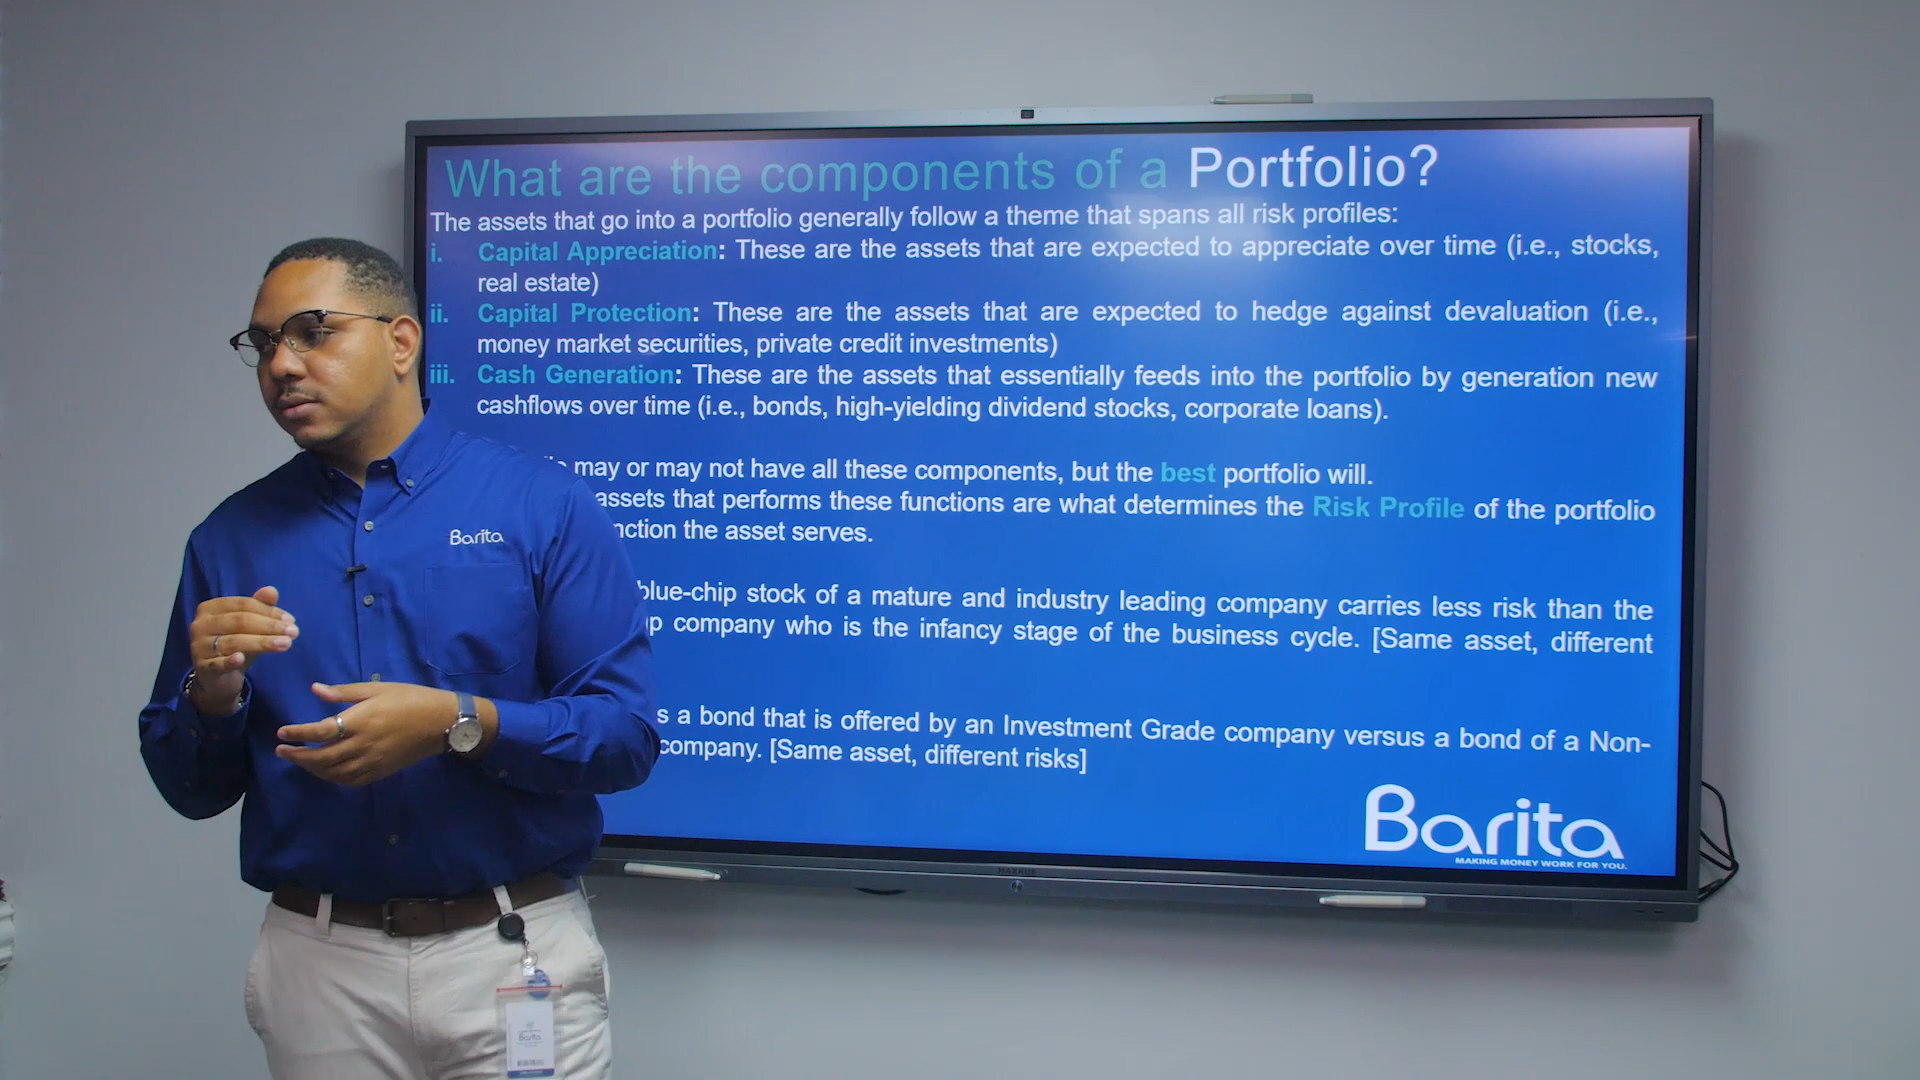 What are the components of a Portfolio?
The assets that go into a portfolio generally follow a theme that spans all risk profiles:
i. Capital Appreciation: These are the assets that are expected to appreciate over time (i.e., stocks,
real estate)
ii. Capital Protection: These are the assets that are expected to hedge against devaluation (i.e.,
money market securities, private credit investments)
iii. Cash Generation: These are the assets that essentially feeds into the portfolio by generation new
cashflows over time (i.e., bonds, high-yielding dividend stocks, corporate loans).
may or may not have all these components, but the best portfolio will.
assets that performs these functions are what determines the Risk Profile of the portfolio
the asset serves.
blue-chip stock of a mature and industry leading company carries less risk than the
company who is the infancy stage of the business cycle. [Same asset, different
a bond that is offered by an Investment Grade company versus a bond of a Non-
company. [Same asset, different risks]
Barita
MAKING MONEY WORK FOR YOU.
Barita
Barita